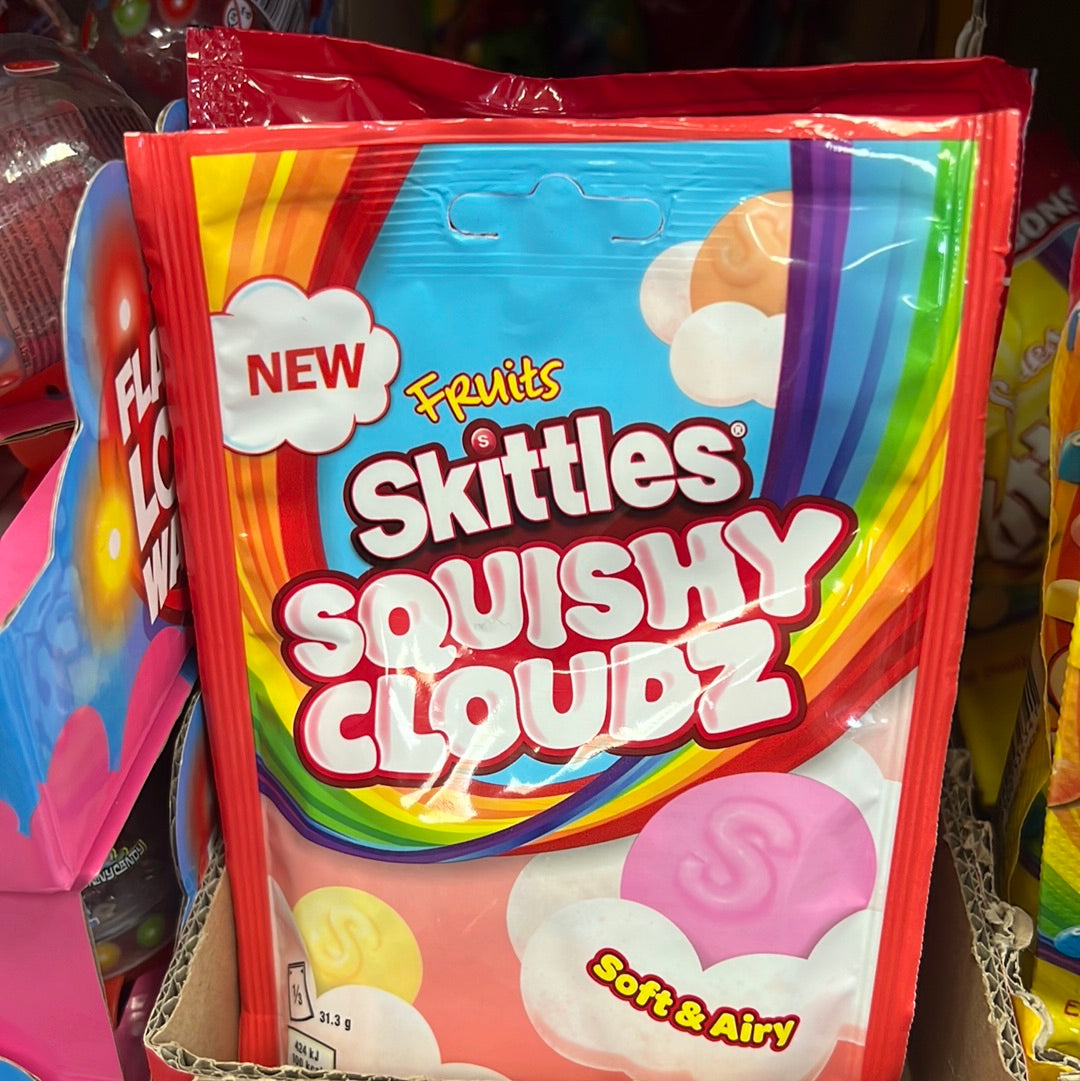 NEW
Fruits
Skittles®
SQUISHY
CLOUDZ
S
S
S
Soft & Airy
1/3
31.3 g
424 kJ